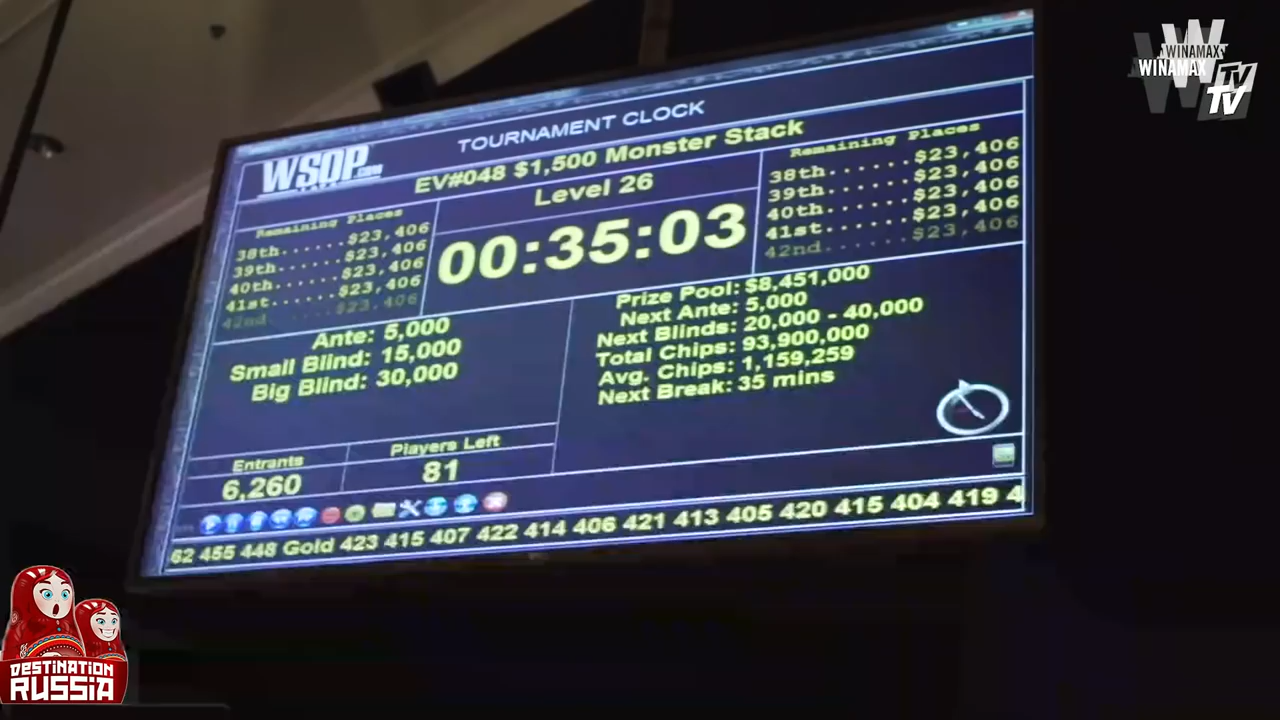 WINAMAX
WINAMAX
TV
TV
TOURNAMENT CLOCK
WSOP.com
EV#048 $1,500 Monster Stack
Level 26
00:35:03
Remaining Places
38th......$23,406
39th......$23,406
40th......$23,406
41st......$23,406
42nd......$23,406
Remaining Places
38th......$23,406
39th......$23,406
40th......$23,406
41st......$23,406
42nd......$23,406
Ante: 5,000
Small Blind: 15,000
Big Blind: 30,000
Prize Pool: $8,451,000
Next Ante: 5,000
Next Blinds: 20,000 - 40,000
Total Chips: 93,900,000
Avg. Chips: 1,159,259
Next Break: 35 mins
Entrants
6,260
Players Left
81
62 455 448 Gold 423 415 407 422 414 406 421 413 405 420 415 404 419 4
DESTINATION
RUSSIA